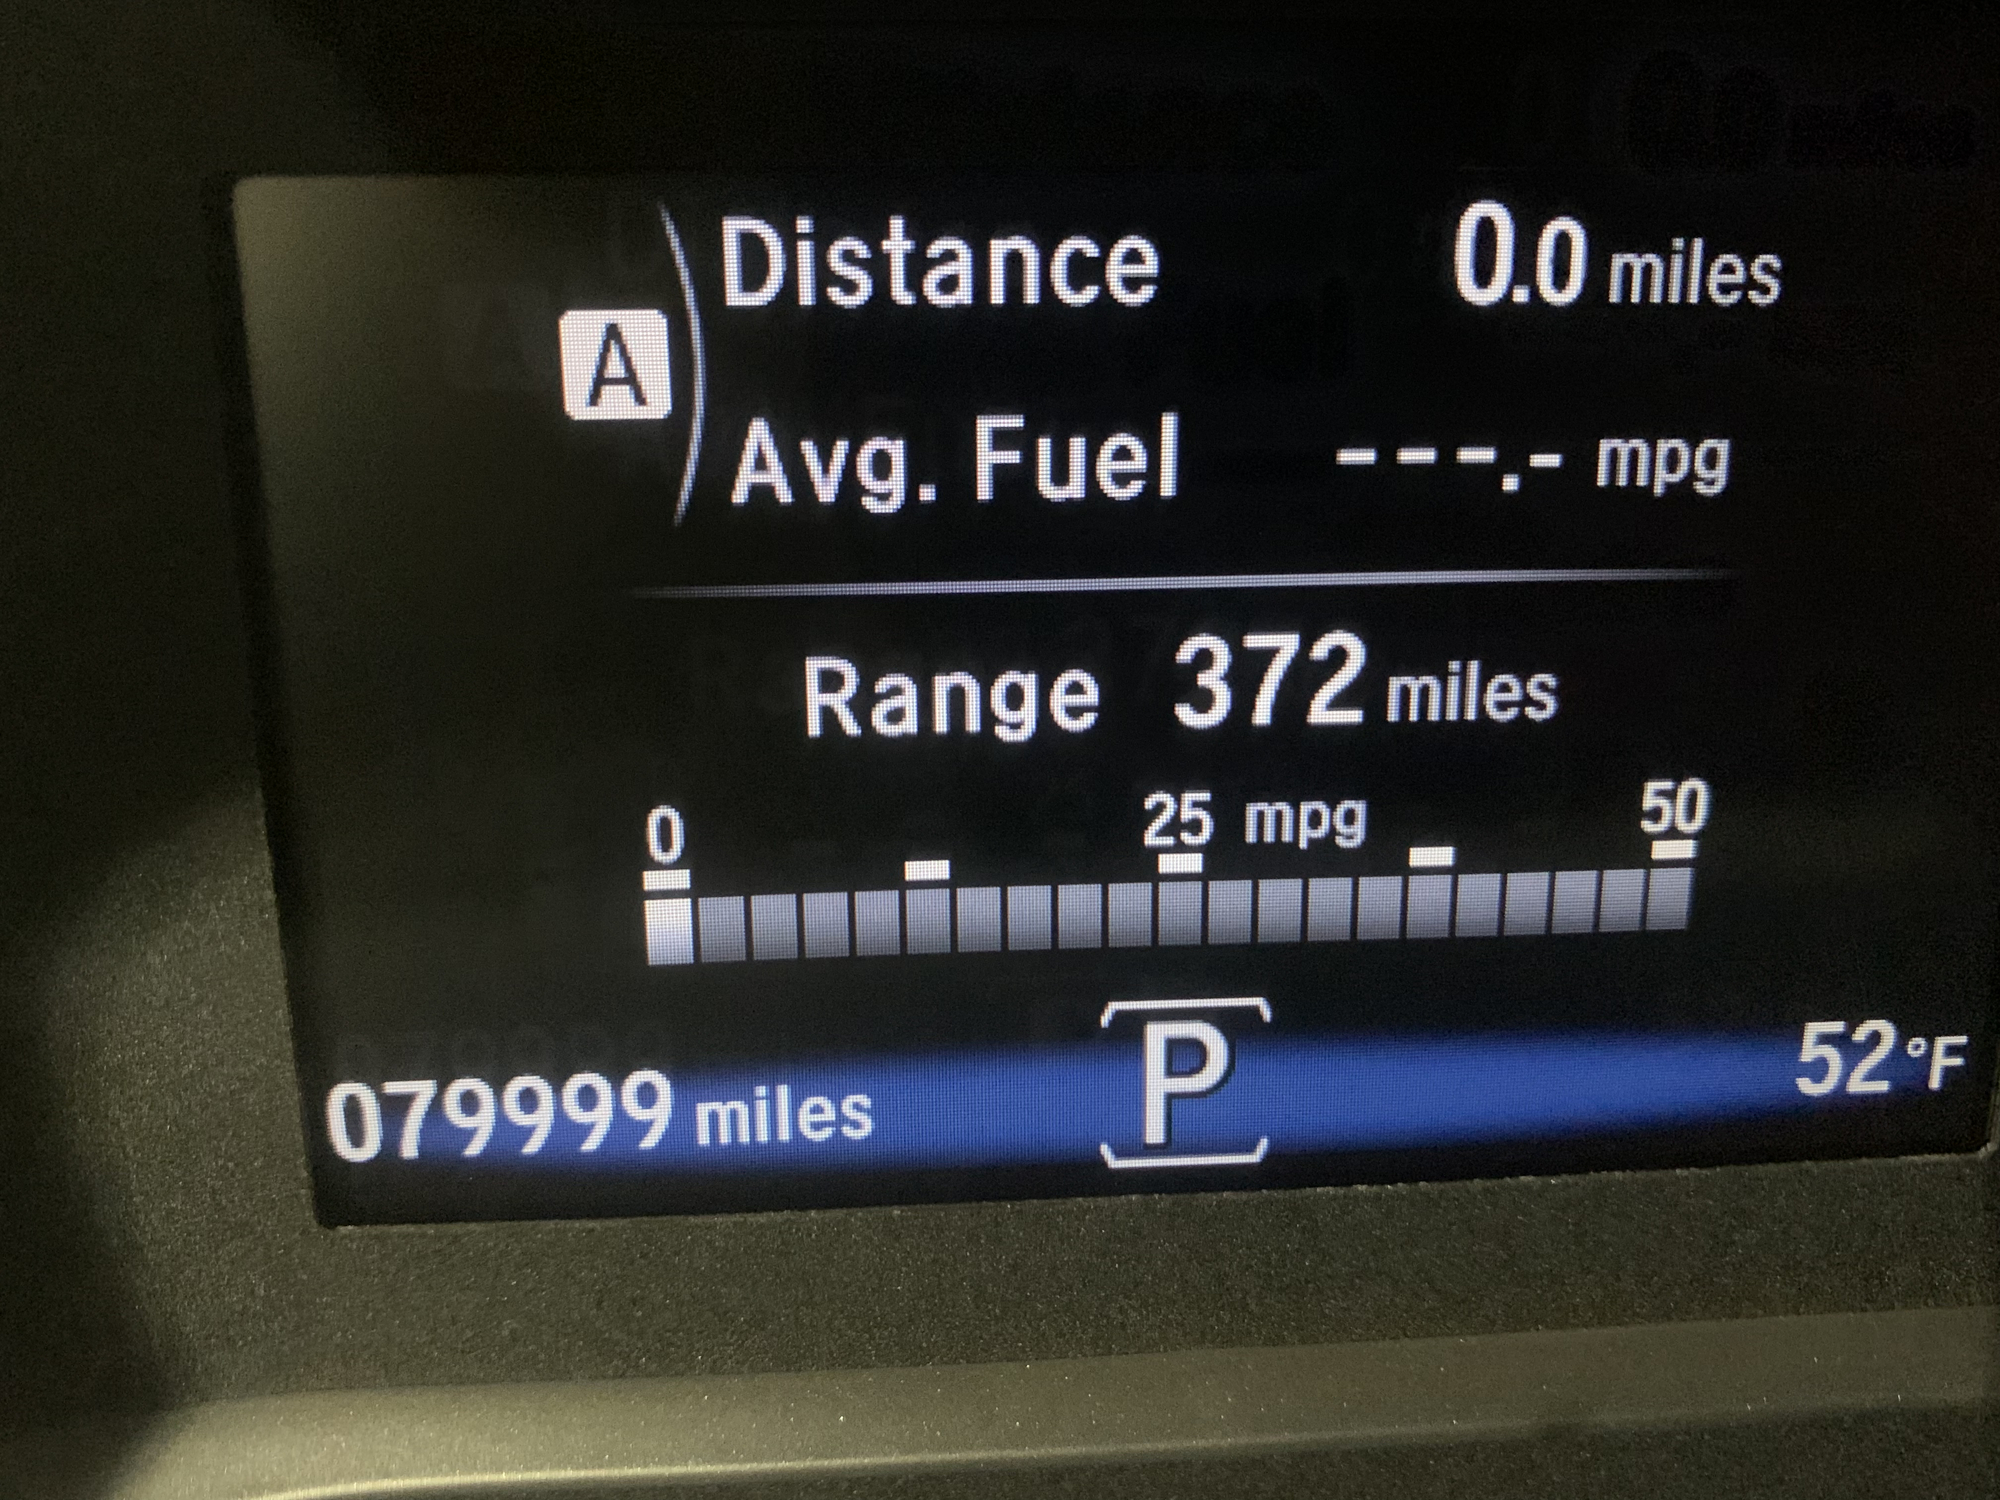 Distance 0.0 miles
A
Avg. Fuel ---.- mpg
Range 372 miles
0 25 mpg 50
079999 miles P 52°F